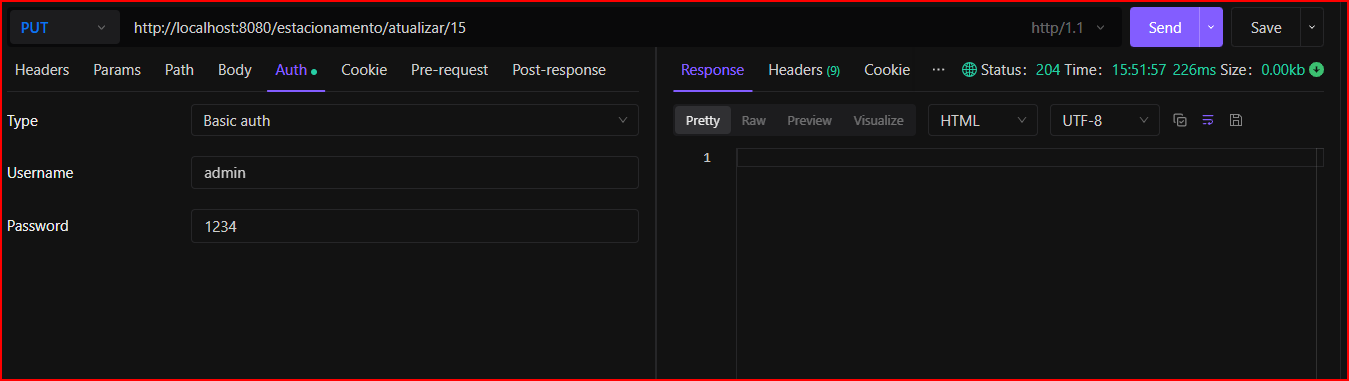 PUT http://localhost:8080/estacionamento/atualizar/15 http/1.1 Send Save
Headers Params Path Body Auth Cookie Pre-request Post-response
Response Headers (9) Cookie ... Status: 204 Time: 15:51:57 226ms Size: 0.00kb
Type Basic auth
Pretty Raw Preview Visualize HTML UTF-8
1
Username admin
Password 1234